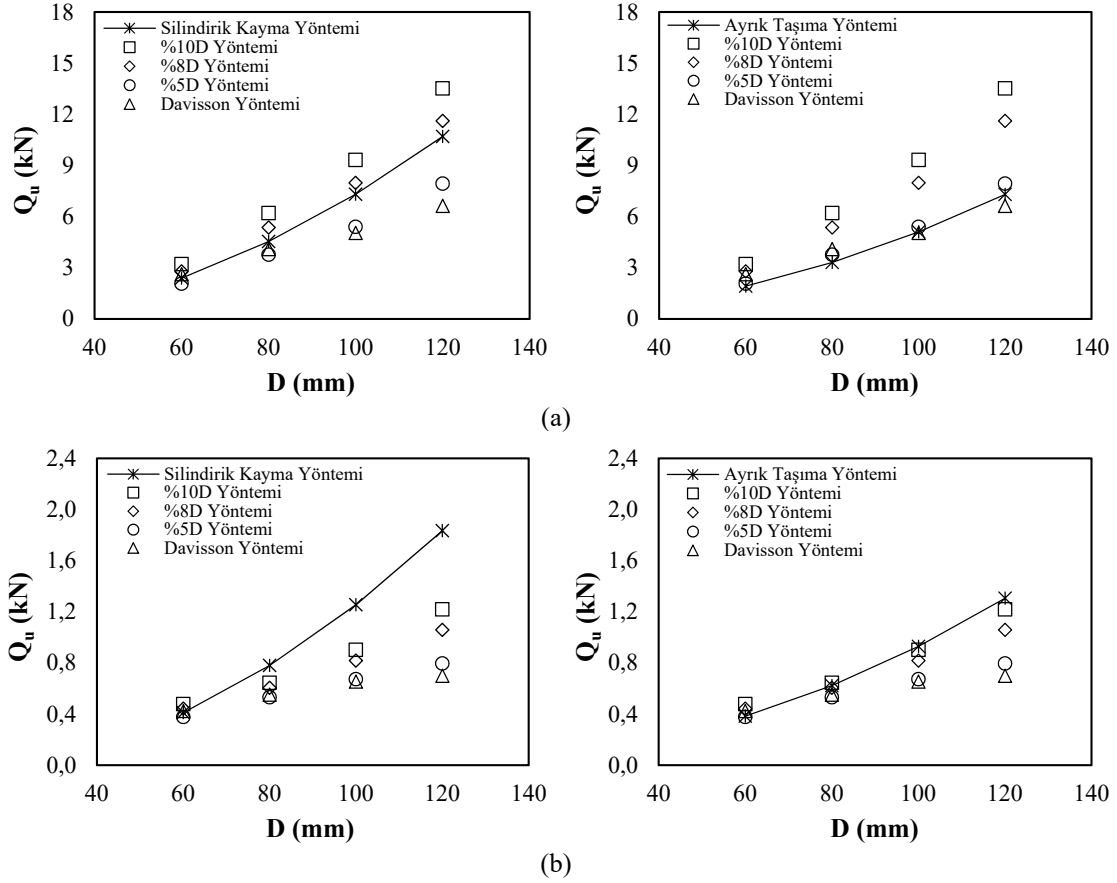 18
15
12
9
6
3
0
Q_u (kN)
Silindirik Kayma Yöntemi
%10D Yöntemi
%8D Yöntemi
%5D Yöntemi
Davisson Yöntemi
40 60 80 100 120 140
D (mm)
18
15
12
9
6
3
0
Q_u (kN)
Ayrık Taşıma Yöntemi
%10D Yöntemi
%8D Yöntemi
%5D Yöntemi
Davisson Yöntemi
40 60 80 100 120 140
D (mm)
(a)
2,4
2,0
1,6
1,2
0,8
0,4
0,0
Q_u (kN)
Silindirik Kayma Yöntemi
%10D Yöntemi
%8D Yöntemi
%5D Yöntemi
Davisson Yöntemi
40 60 80 100 120 140
D (mm)
2,4
2,0
1,6
1,2
0,8
0,4
0,0
Q_u (kN)
Ayrık Taşıma Yöntemi
%10D Yöntemi
%8D Yöntemi
%5D Yöntemi
Davisson Yöntemi
40 60 80 100 120 140
D (mm)
(b)